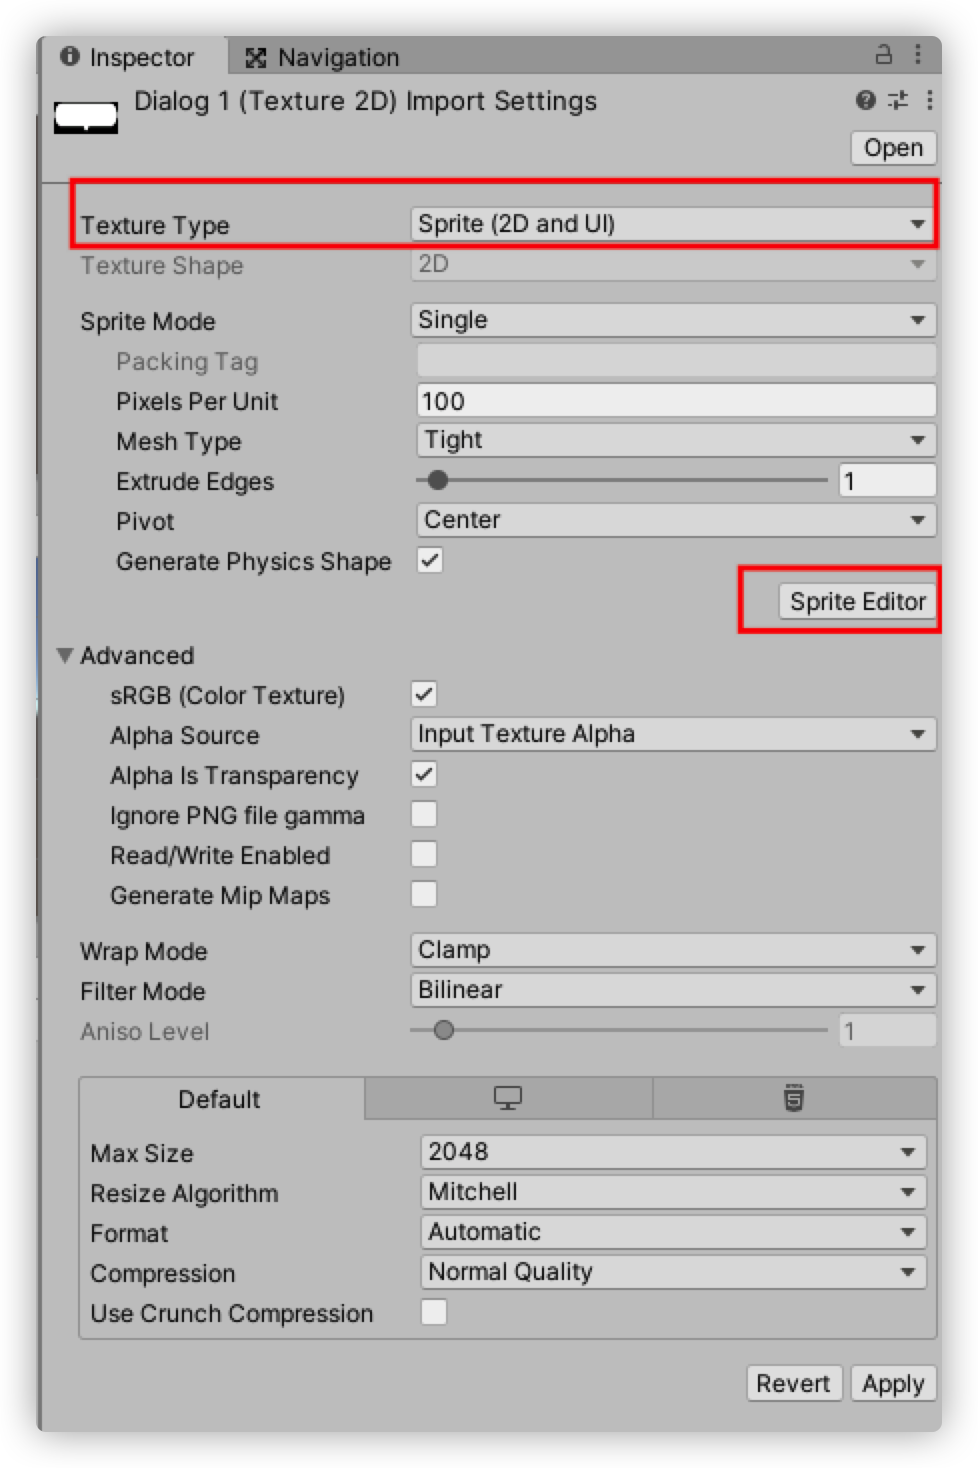 Inspector
Navigation
Dialog 1 (Texture 2D) Import Settings
Open
Texture Type Sprite (2D and UI)
Texture Shape 2D
Sprite Mode Single
Packing Tag
Pixels Per Unit 100
Mesh Type Tight
Extrude Edges 1
Pivot Center
Generate Physics Shape
Sprite Editor
Advanced
sRGB (Color Texture)
Alpha Source Input Texture Alpha
Alpha Is Transparency
Ignore PNG file gamma
Read/Write Enabled
Generate Mip Maps
Wrap Mode Clamp
Filter Mode Bilinear
Aniso Level 1
Default
Max Size 2048
Resize Algorithm Mitchell
Format Automatic
Compression Normal Quality
Use Crunch Compression
Revert Apply